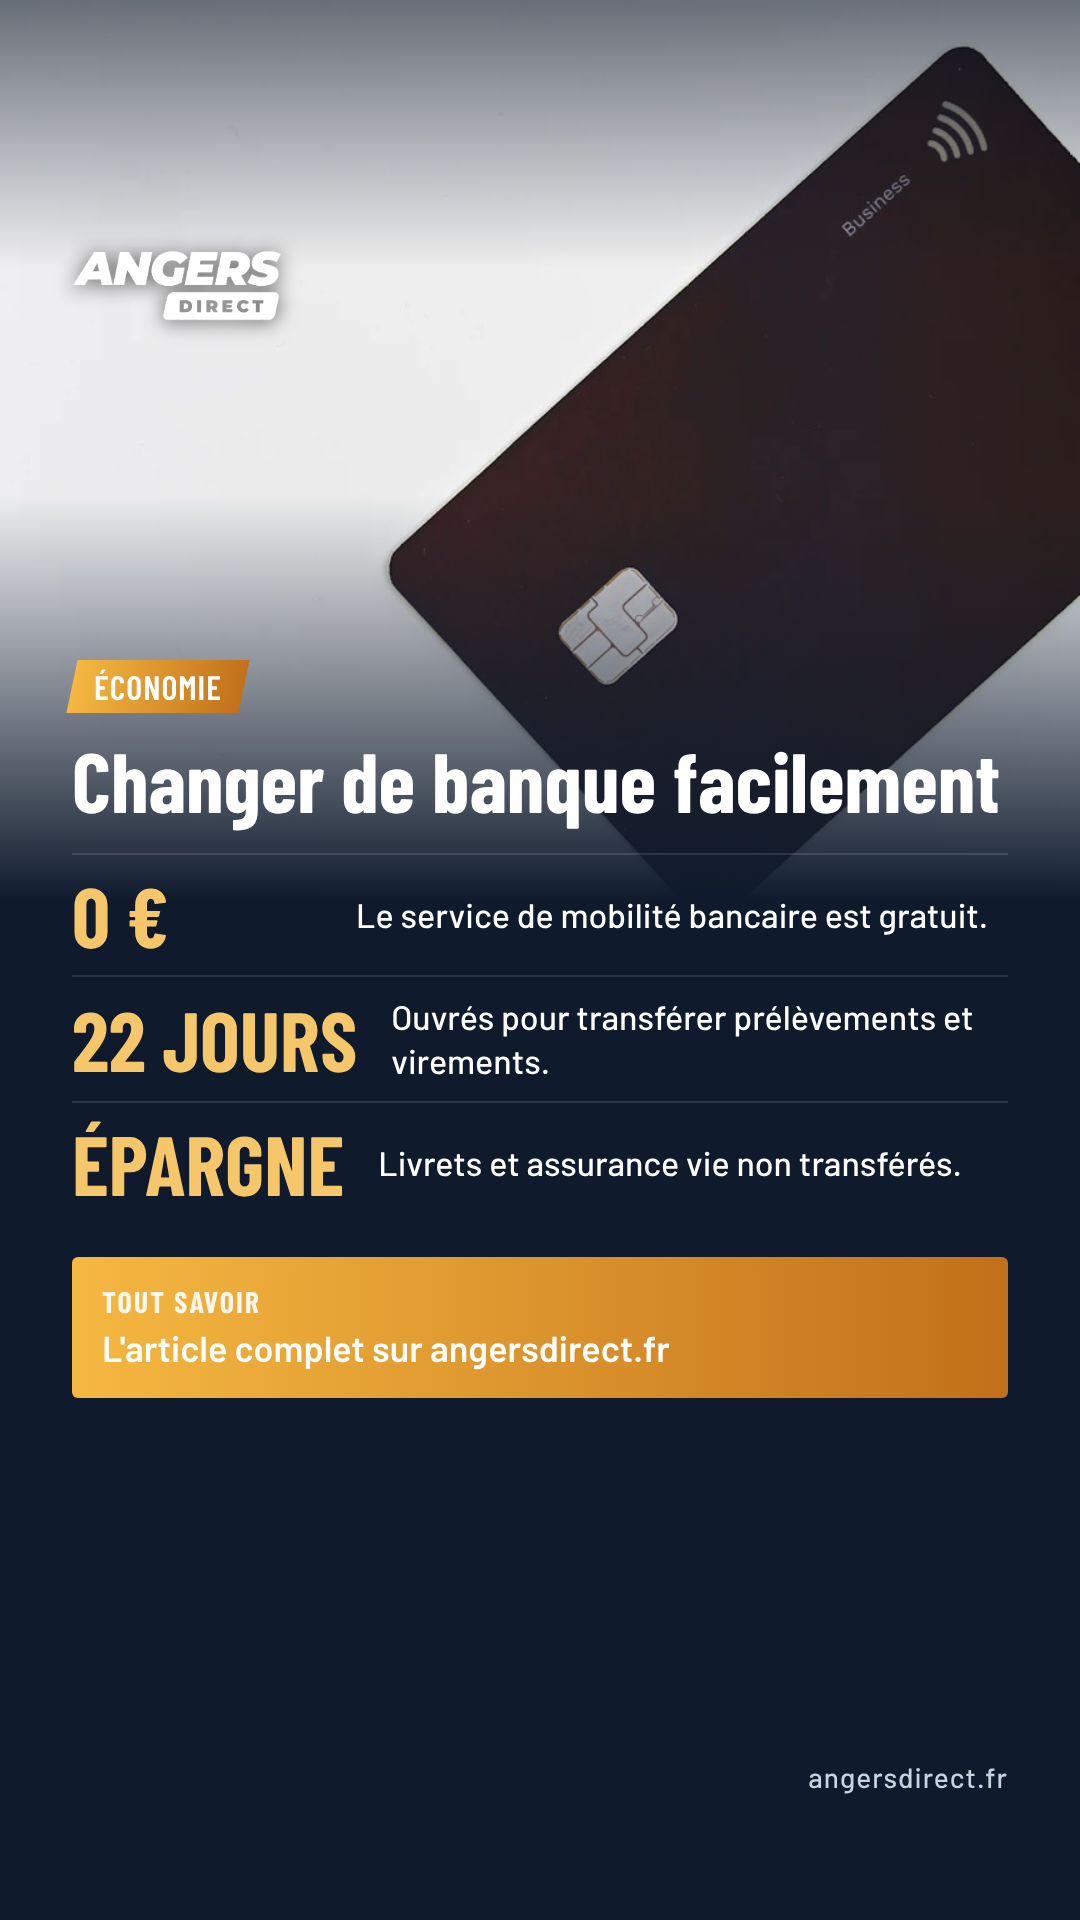 Business
ANGERS
DIRECT
ÉCONOMIE
Changer de banque facilement
0 €
Le service de mobilité bancaire est gratuit.
22 JOURS
Ouvrés pour transférer prélèvements et
virements.
ÉPARGNE
Livrets et assurance vie non transférés.
TOUT SAVOIR
L'article complet sur angersdirect.fr
angersdirect.fr